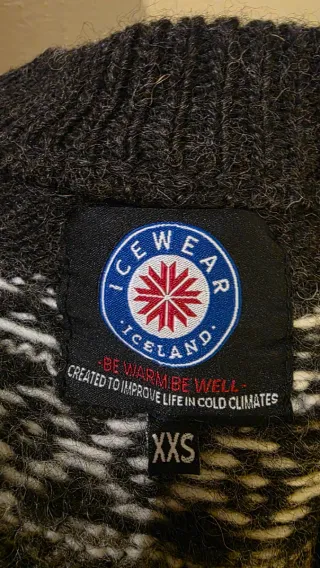 ICEWEAR
·ICELAND·
-BE WARM.BE WELL-
CREATED TO IMPROVE LIFE IN COLD CLIMATES
XXS